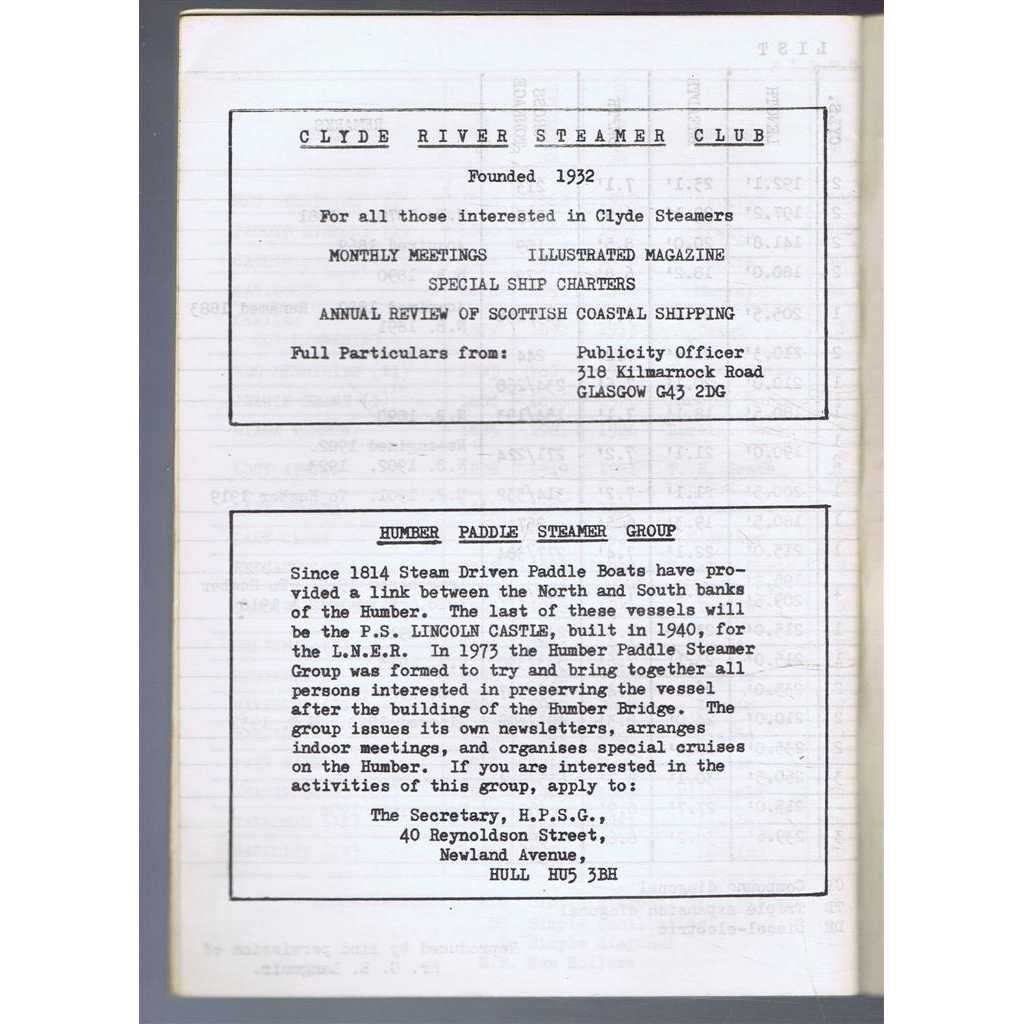 CLYDE RIVER STEAMER CLUB
Founded 1932
For all those interested in Clyde Steamers
MONTHLY MEETINGS ILLUSTRATED MAGAZINE
SPECIAL SHIP CHARTERS
ANNUAL REVIEW OF SCOTTISH COASTAL SHIPPING
Full Particulars from: Publicity Officer
318 Kilmarnock Road
GLASGOW G43 2DG
HUMBER PADDLE STEAMER GROUP
Since 1814 Steam Driven Paddle Boats have pro-
vided a link between the North and South banks
of the Humber. The last of these vessels will
be the P.S. LINCOLN CASTLE, built in 1940, for
the L.N.E.R. In 1973 the Humber Paddle Steamer
Group was formed to try and bring together all
persons interested in preserving the vessel
after the building of the Humber Bridge. The
group issues its own newsletters, arranges
indoor meetings, and organises special cruises
on the Humber. If you are interested in the
activities of this group, apply to:
The Secretary, H.P.S.G.,
40 Reynoldson Street,
Newland Avenue,
HULL HU5 3BH